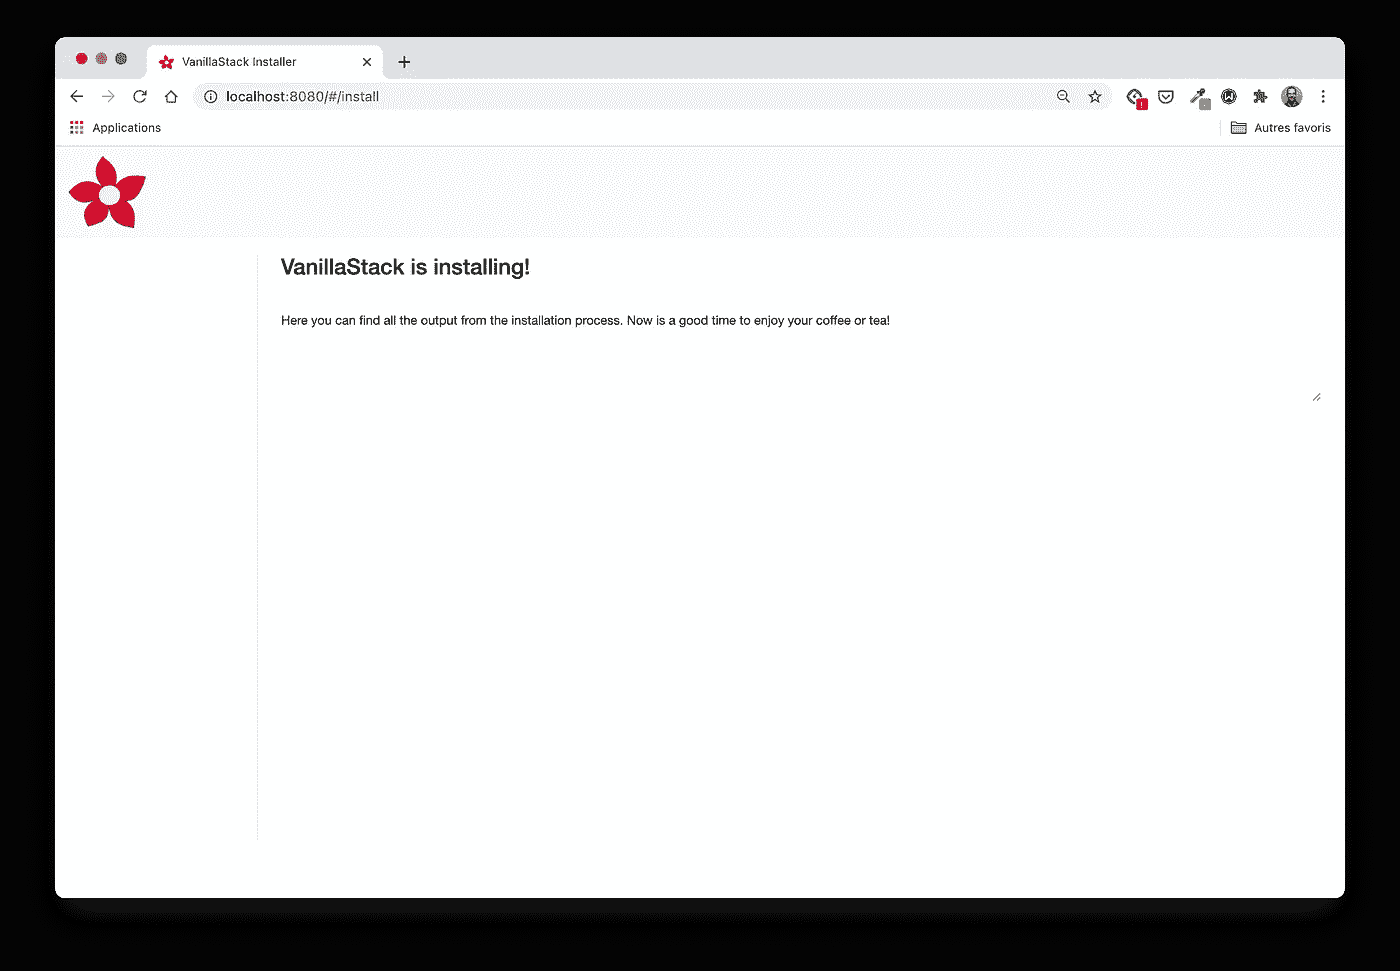 VanillaStack Installer
localhost:8080/#/install
Applications
Autres favoris
VanillaStack is installing!
Here you can find all the output from the installation process. Now is a good time to enjoy your coffee or tea!